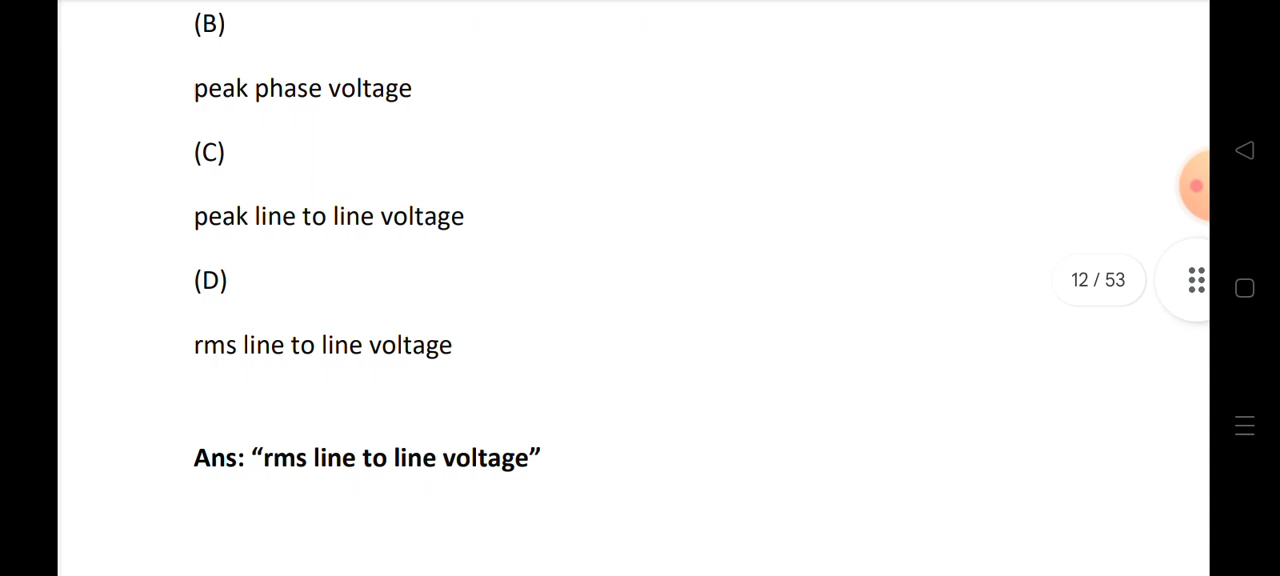 (B)
peak phase voltage
(C)
peak line to line voltage
(D)
12 / 53
rms line to line voltage
Ans: “rms line to line voltage”